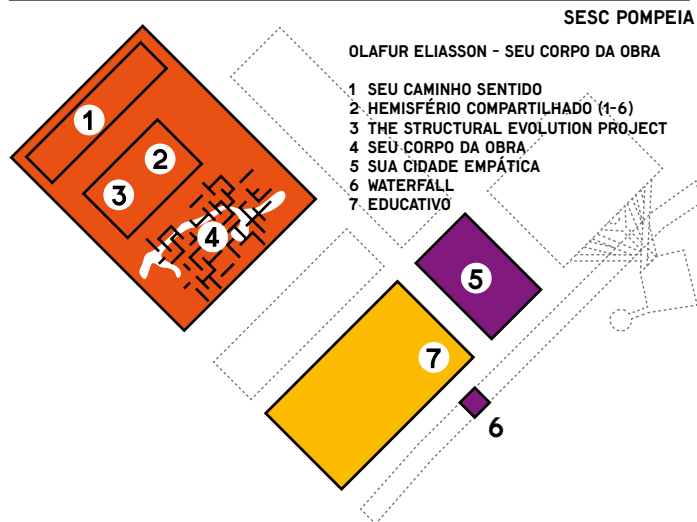 SESC POMPEIA
OLAFUR ELIASSON - SEU CORPO DA OBRA
1 SEU CAMINHO SENTIDO
2 HEMISFÉRIO COMPARTILHADO (1-6)
3 THE STRUCTURAL EVOLUTION PROJECT
4 SEU CORPO DA OBRA
5 SUA CIDADE EMPÁTICA
6 WATERFALL
7 EDUCATIVO
1
2
3
4
5
7
6